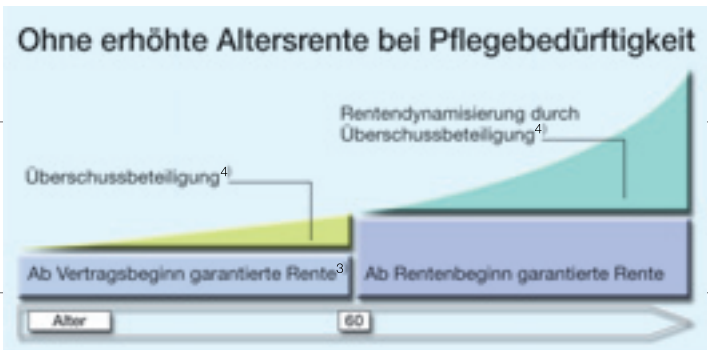 Ohne erhöhte Altersrente bei Pflegebedürftigkeit
Rentendynamisierung durch
Überschussbeteiligung4)
Überschussbeteiligung4)
Ab Vertragsbeginn garantierte Rente3
Ab Rentenbeginn garantierte Rente
Alter
60